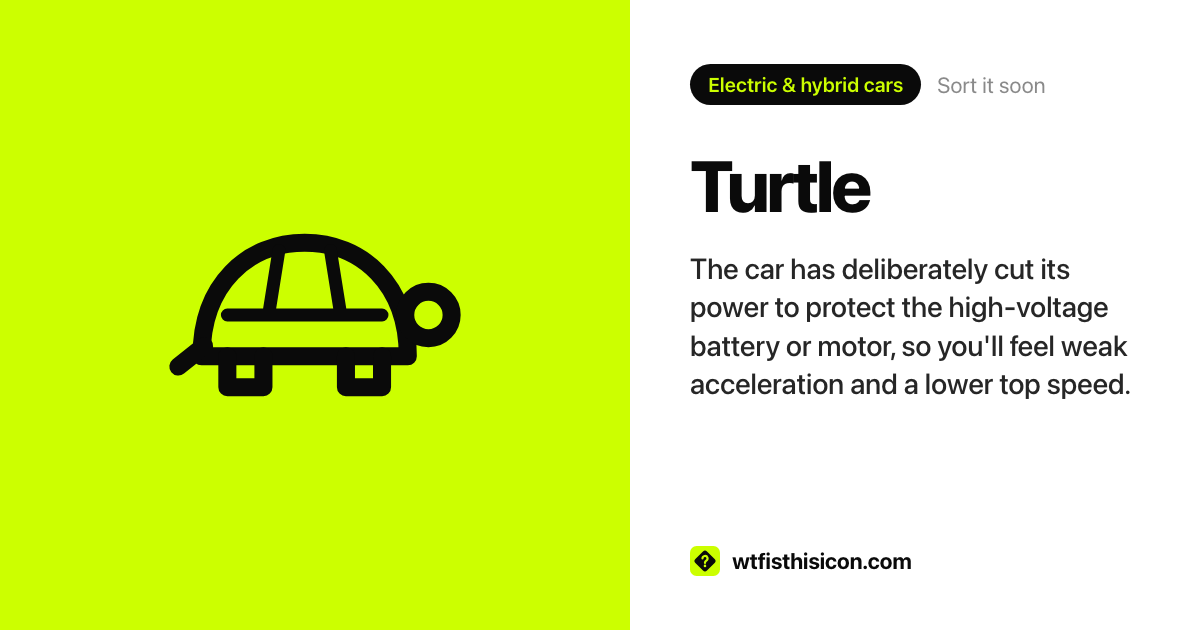 Electric & hybrid cars
Sort it soon
Turtle
The car has deliberately cut its
power to protect the high-voltage
battery or motor, so you'll feel weak
acceleration and a lower top speed.
?
wtfisthisicon.com